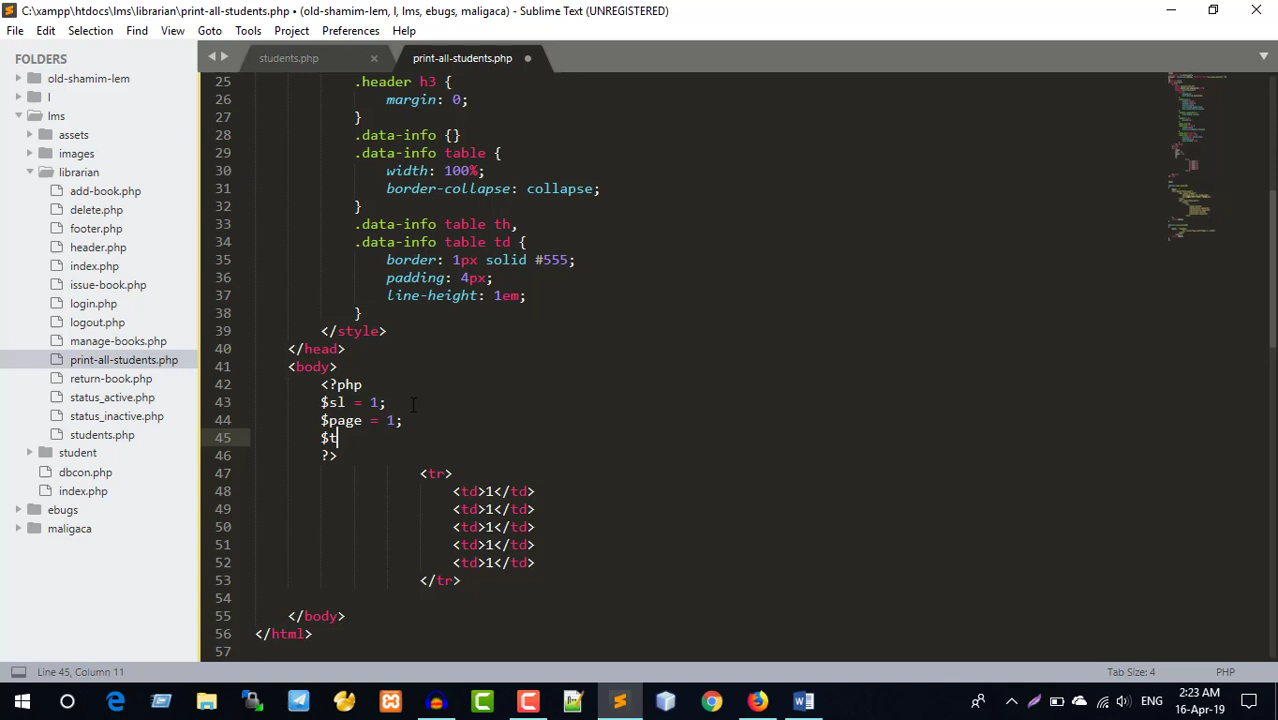 C:\xampp\htdocs\lms\librarian\print-all-students.php • (old-shamim-lem, l, lms, ebugs, maligaca) - Sublime Text (UNREGISTERED)
File Edit Selection Find View Goto Tools Project Preferences Help
FOLDERS
old-shamim-lem
l
lms
assets
images
librarian
add-book.php
delete.php
footer.php
header.php
index.php
issue-book.php
login.php
logout.php
manage-books.php
print-all-students.php
return-book.php
status_active.php
status_inactive.php
students.php
student
dbcon.php
index.php
ebugs
maligaca
students.php
print-all-students.php
25 .header h3 {
26 margin: 0;
27 }
28 .data-info {}
29 .data-info table {
30 width: 100%;
31 border-collapse: collapse;
32 }
33 .data-info table th,
34 .data-info table td {
35 border: 1px solid #555;
36 padding: 4px;
37 line-height: 1em;
38 }
39 </style>
40 </head>
41 <body>
42 <?php
43 $sl = 1;
44 $page = 1;
45 $t
46 ?>
47 <tr>
48 <td>1</td>
49 <td>1</td>
50 <td>1</td>
51 <td>1</td>
52 <td>1</td>
53 </tr>
54
55 </body>
56 </html>
57
Line 45, Column 11
Tab Size: 4
PHP
ENG
2:23 AM
16-Apr-19